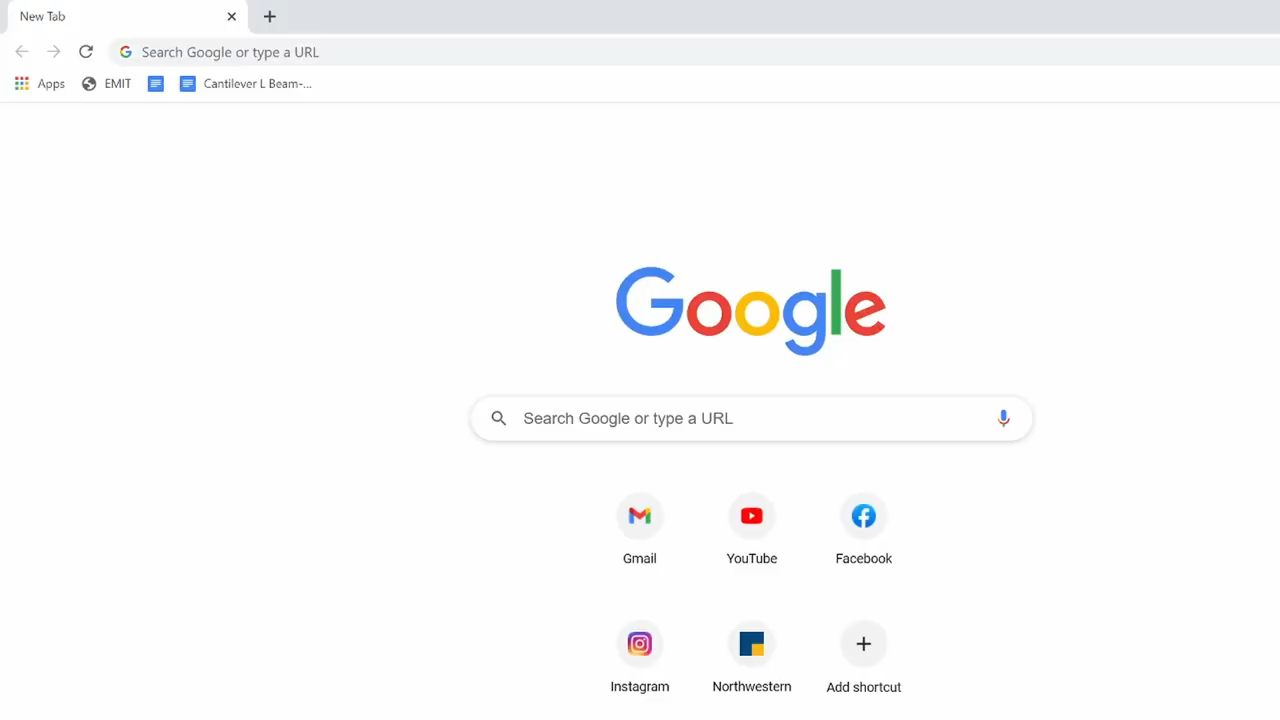 New Tab
Search Google or type a URL
Apps EMIT Cantilever L Beam-...
Google
Search Google or type a URL
Gmail YouTube Facebook
Instagram Northwestern Add shortcut